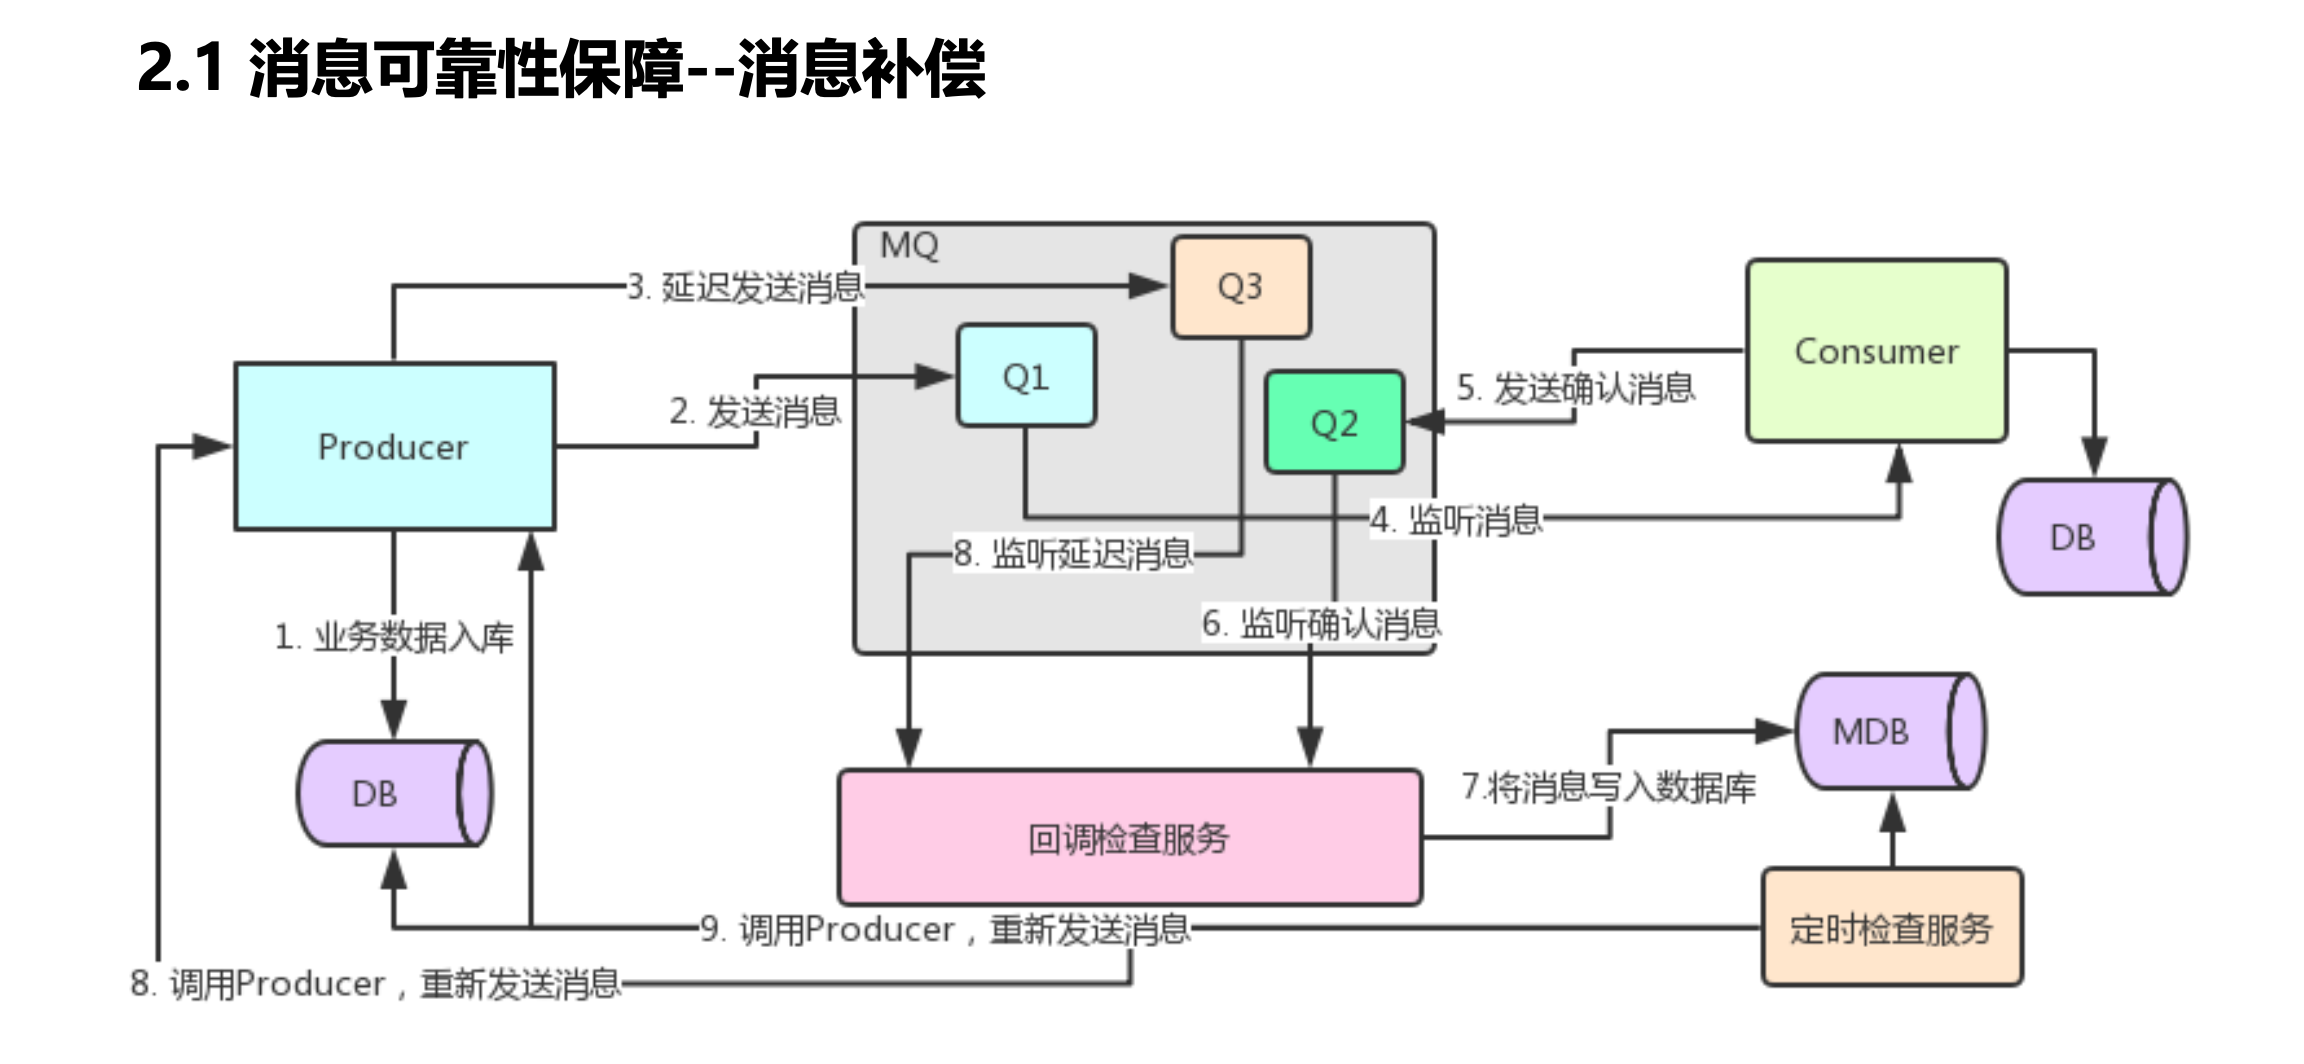 2.1 消息可靠性保障--消息补偿
MQ
Q3
3. 延迟发送消息
Q1
Consumer
2. 发送消息
5. 发送确认消息
Q2
Producer
4. 监听消息
DB
8. 监听延迟消息
6. 监听确认消息
1. 业务数据入库
MDB
DB
7.将消息写入数据库
回调检查服务
9. 调用Producer，重新发送消息
定时检查服务
8. 调用Producer，重新发送消息